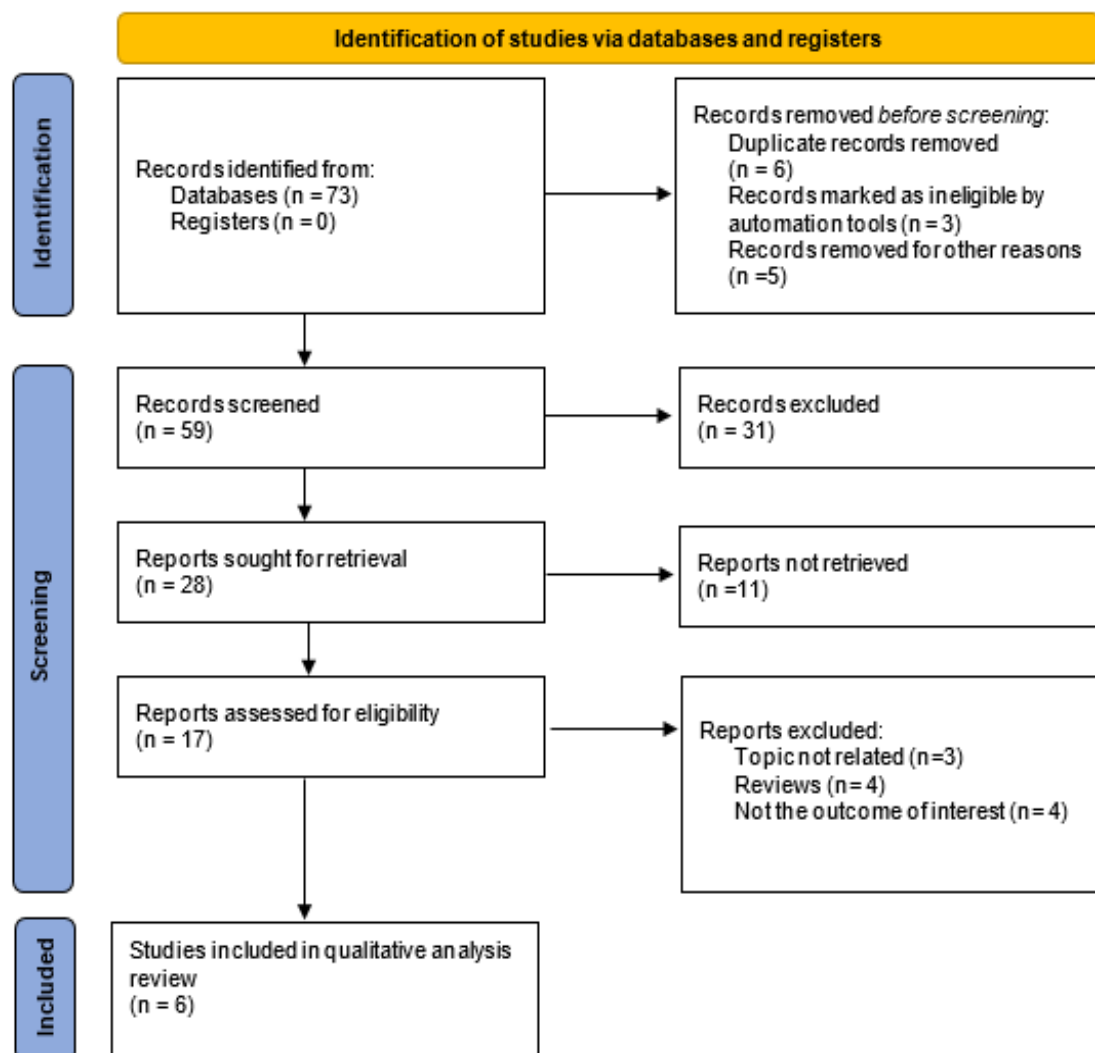 Identification of studies via databases and registers
Identification
Records identified from:
Databases (n = 73)
Registers (n = 0)
Records removed before screening:
Duplicate records removed
(n = 6)
Records marked as ineligible by
automation tools (n = 3)
Records removed for other reasons
(n =5)
Screening
Records screened
(n = 59)
Records excluded
(n = 31)
Reports sought for retrieval
(n = 28)
Reports not retrieved
(n =11)
Reports assessed for eligibility
(n = 17)
Reports excluded:
Topic not related (n=3)
Reviews (n= 4)
Not the outcome of interest (n= 4)
Included
Studies included in qualitative analysis
review
(n = 6)